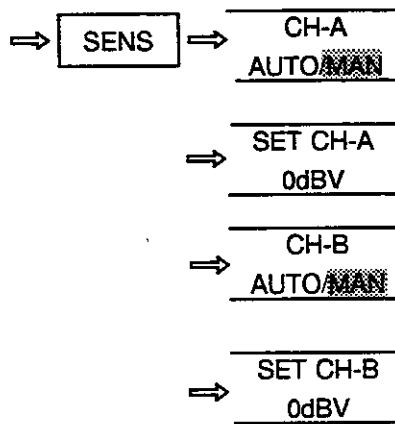 SENS
CH-A
AUTO/MAN
SET CH-A
0dBV
CH-B
AUTO/MAN
SET CH-B
0dBV